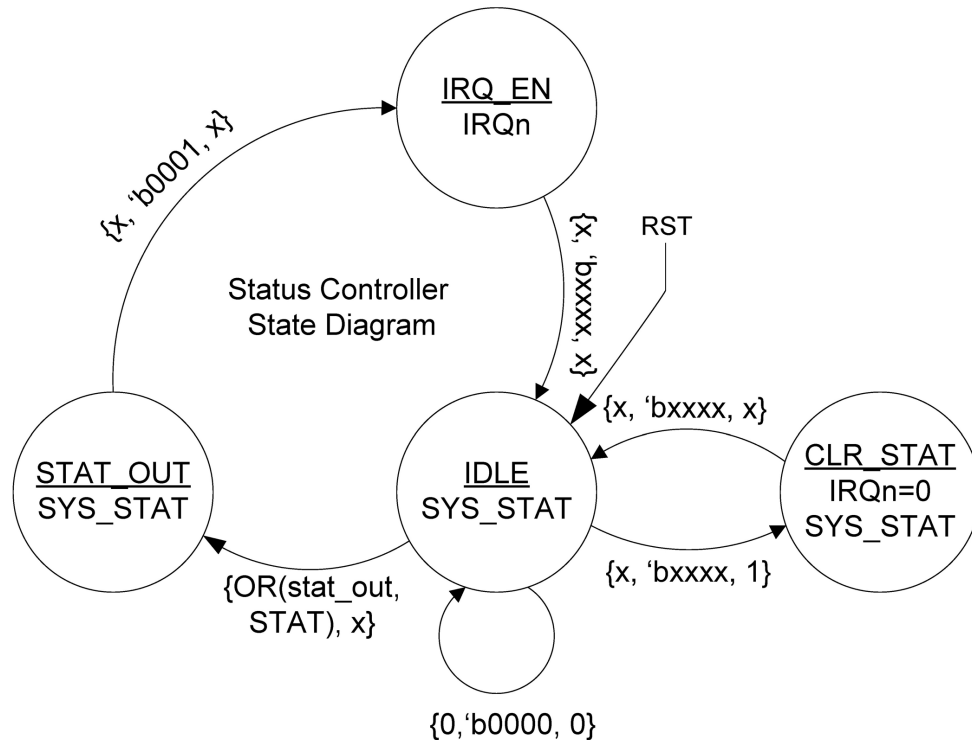 IRQ_EN
IRQn
{x, ‘b0001, x}
{x, ‘bxxxx, x}
RST
Status Controller
State Diagram
{x, ‘bxxxx, x}
STAT_OUT
SYS_STAT
IDLE
SYS_STAT
CLR_STAT
IRQn=0
SYS_STAT
{OR(stat_out,
STAT), x}
{x, ‘bxxxx, 1}
{0,‘b0000, 0}